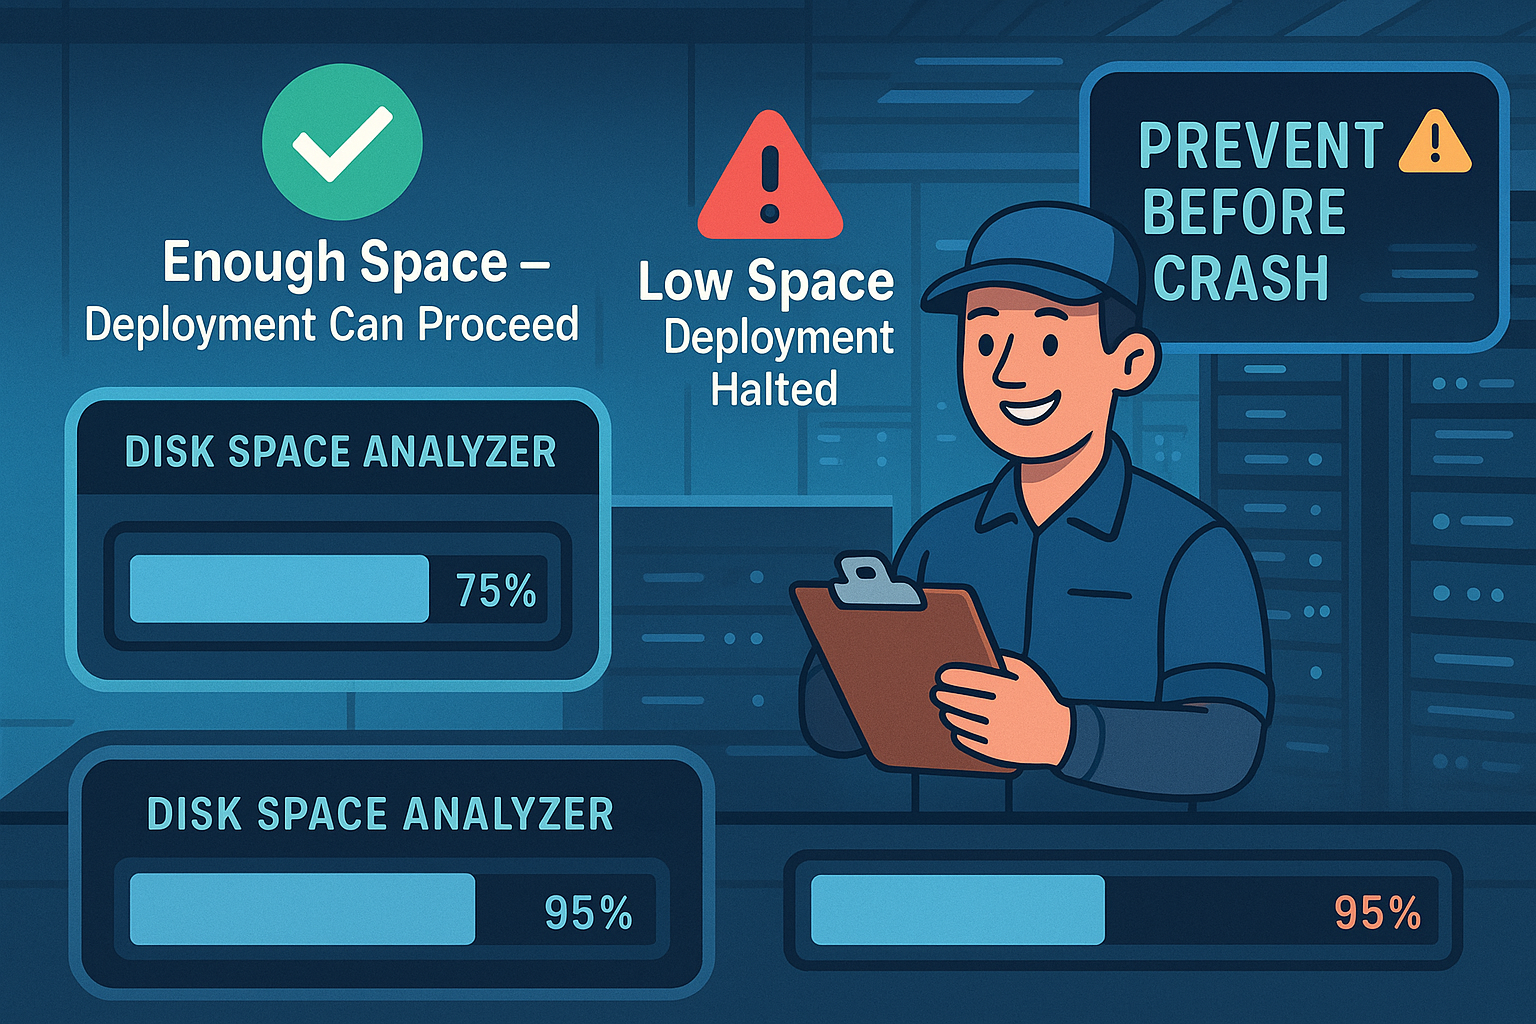 Enough Space –
Deployment Can Proceed
Low Space
Deployment
Halted
PREVENT
BEFORE
CRASH
DISK SPACE ANALYZER
75%
DISK SPACE ANALYZER
95%
95%